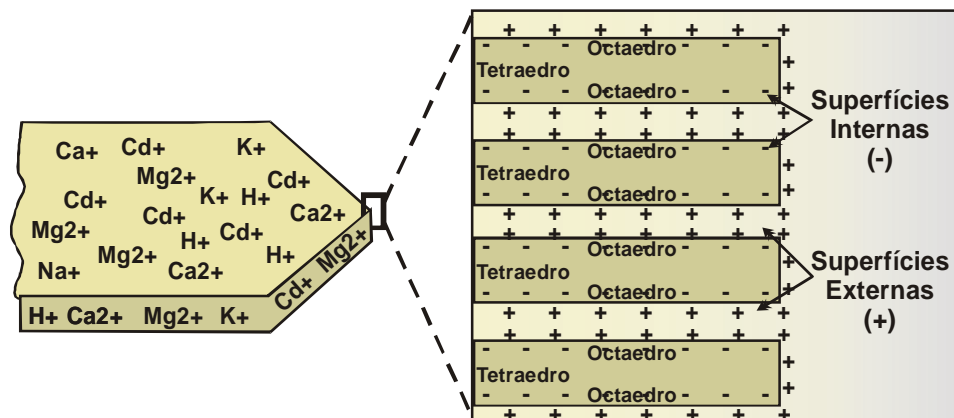 Ca+ Cd+ K+
Mg2+ Cd+
Cd+ K+ H+
Cd+ Ca2+
Mg2+ H+ Cd+
Mg2+ H+
Na+ Ca2+
H+ Ca2+ Mg2+ K+
Cd+ Mg2+
+ + + + + + +
- - - Octaedro - - -
Tetraedro
- - - Octaedro - - -
+ + + + + + +
+ + + + + + +
- - - Octaedro - - -
Tetraedro
- - - Octaedro - - -
+ + + + + + +
+ + + + + + +
- - - Octaedro - - -
Tetraedro
- - - Octaedro - - -
+ + + + + + +
+ + + + + + +
- - - Octaedro - - -
Tetraedro
- - - Octaedro - - -
+ + + + + + +
Superfícies
Internas
(-)
Superfícies
Externas
(+)